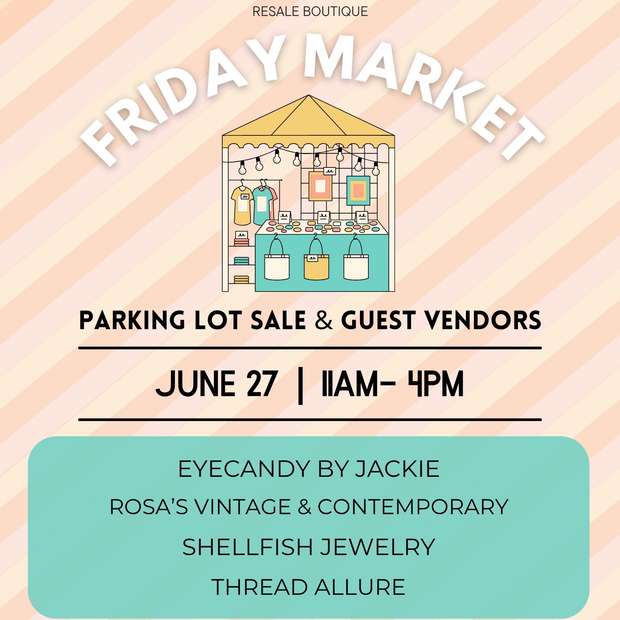 RESALE BOUTIQUE
FRIDAY MARKET
PARKING LOT SALE & GUEST VENDORS
JUNE 27 | 11AM- 4PM
EYECANDY BY JACKIE
ROSA'S VINTAGE & CONTEMPORARY
SHELLFISH JEWELRY
THREAD ALLURE